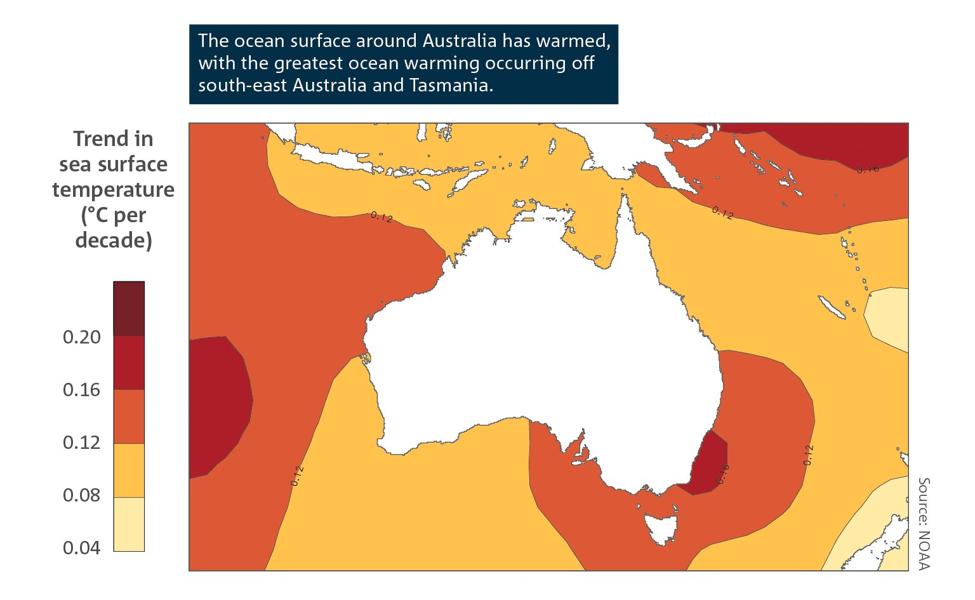 The ocean surface around Australia has warmed,
with the greatest ocean warming occurring off
south-east Australia and Tasmania.
Trend in
sea surface
temperature
(°C per
decade)
0.20
0.16
0.12
0.08
0.04
0.16
0.12
0.12
0.12
0.12
0.16
Source: NOAA